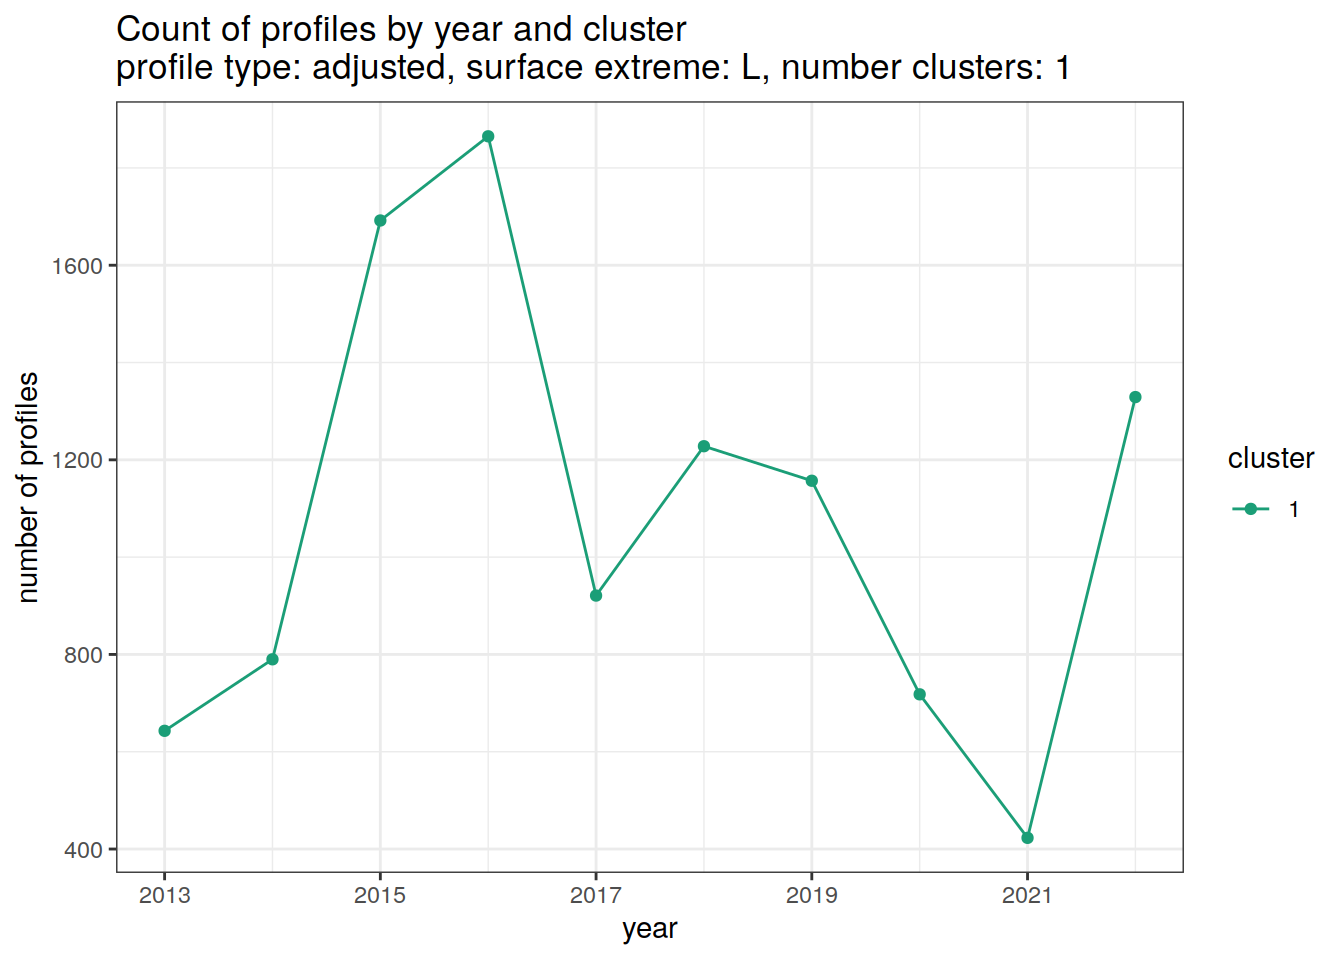 Count of profiles by year and cluster
profile type: adjusted, surface extreme: L, number clusters: 1
number of profiles
1600
1200
800
400
2013 2015 2017 2019 2021
year
cluster
1